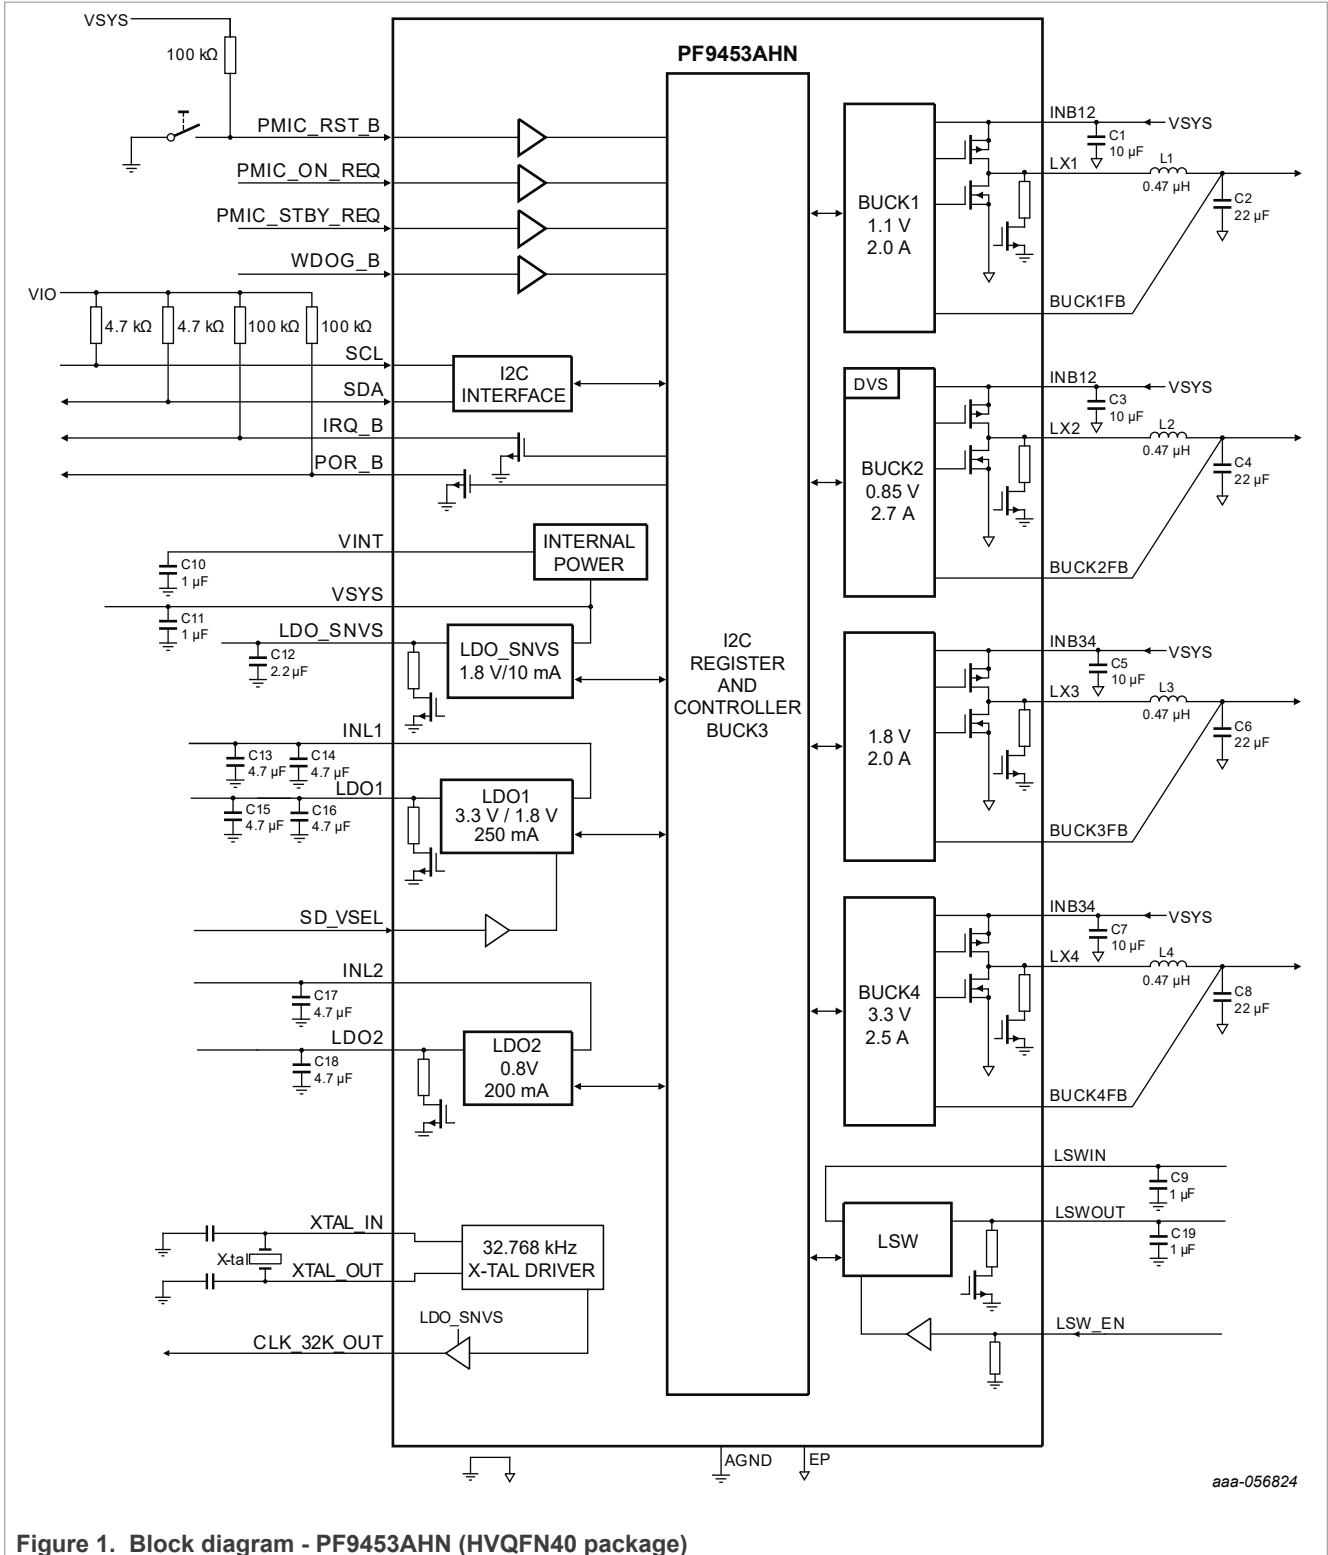 VSYS
100 kΩ
PF9453AHN
PMIC_RST_B
PMIC_ON_REQ
PMIC_STBY_REQ
WDOG_B
VIO
4.7 kΩ
4.7 kΩ
100 kΩ
100 kΩ
SCL
SDA
IRQ_B
POR_B
I2C
INTERFACE
VINT
C10
1 µF
INTERNAL
POWER
VSYS
C11
1 µF
LDO_SNVS
C12
2.2 µF
LDO_SNVS
1.8 V/10 mA
INL1
C13
4.7 µF
C14
4.7 µF
LDO1
C15
4.7 µF
C16
4.7 µF
LDO1
3.3 V / 1.8 V
250 mA
SD_VSEL
INL2
C17
4.7 µF
LDO2
C18
4.7 µF
LDO2
0.8V
200 mA
XTAL_IN
X-tal
XTAL_OUT
32.768 kHz
X-TAL DRIVER
LDO_SNVS
CLK_32K_OUT
I2C
REGISTER
AND
CONTROLLER
BUCK3
BUCK1
1.1 V
2.0 A
INB12
VSYS
C1
10 µF
LX1
L1
0.47 µH
C2
22 µF
BUCK1FB
DVS
BUCK2
0.85 V
2.7 A
INB12
VSYS
C3
10 µF
LX2
L2
0.47 µH
C4
22 µF
BUCK2FB
1.8 V
2.0 A
INB34
VSYS
C5
10 µF
LX3
L3
0.47 µH
C6
22 µF
BUCK3FB
BUCK4
3.3 V
2.5 A
INB34
VSYS
C7
10 µF
LX4
L4
0.47 µH
C8
22 µF
BUCK4FB
LSWIN
C9
1 µF
LSW
LSWOUT
C19
1 µF
LSW_EN
AGND
EP
aaa-056824
Figure 1. Block diagram - PF9453AHN (HVQFN40 package)